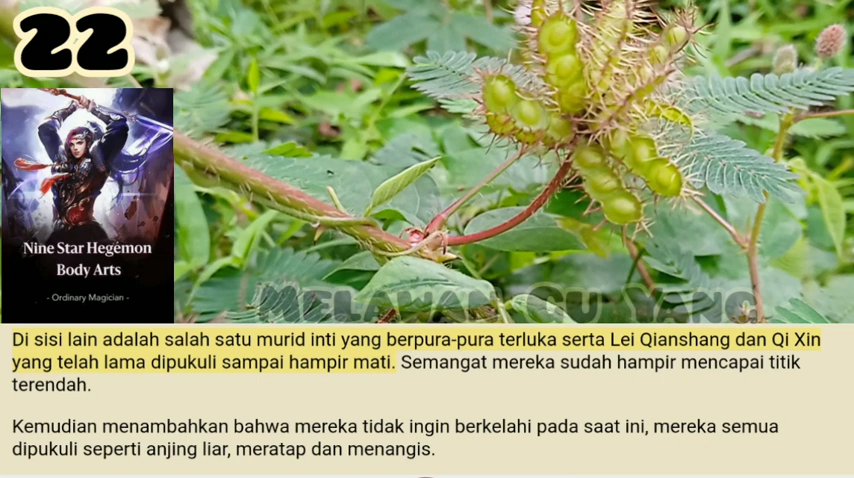 22
Nine Star Hegemon
Body Arts
- Ordinary Magician -
MELAWAN GU YANG
Di sisi lain adalah salah satu murid inti yang berpura-pura terluka serta Lei Qianshang dan Qi Xin
yang telah lama dipukuli sampai hampir mati. Semangat mereka sudah hampir mencapai titik
terendah.
Kemudian menambahkan bahwa mereka tidak ingin berkelahi pada saat ini, mereka semua
dipukuli seperti anjing liar, meratap dan menangis.